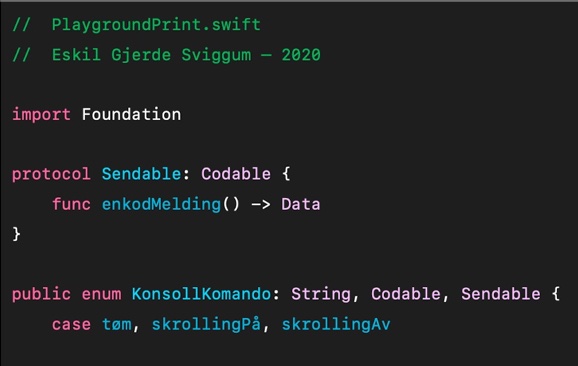 //  PlaygroundPrint.swift
//  Eskil Gjerde Sviggum — 2020
import Foundation
protocol Sendable: Codable {
    func enkodMelding() -> Data
}
public enum KonsollKomando: String, Codable, Sendable {
    case tøm, skrollingPå, skrollingAv